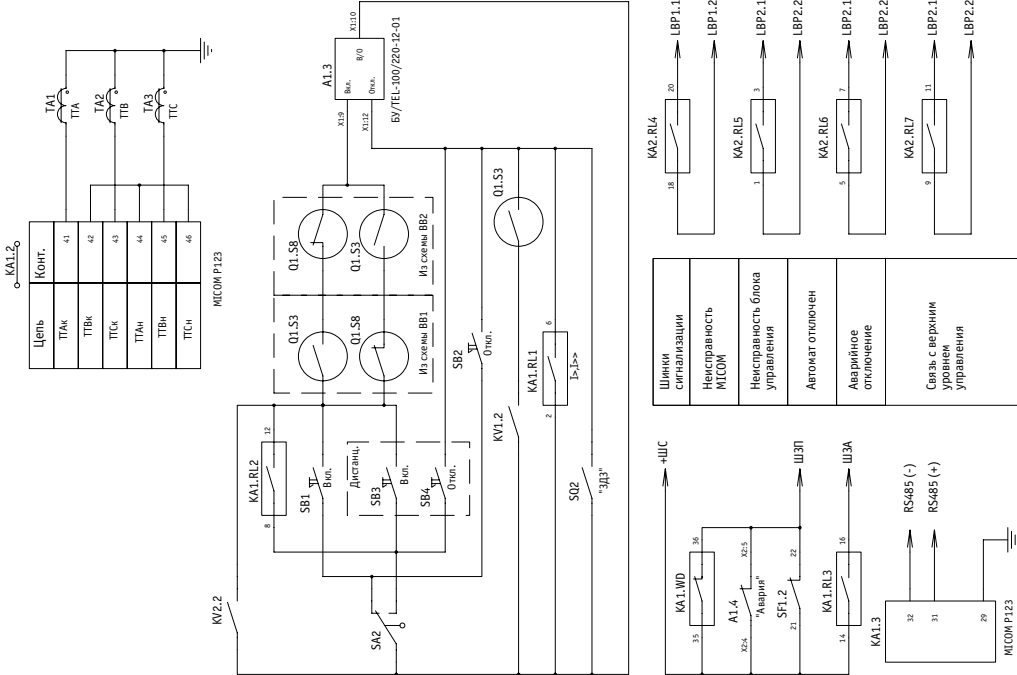 KA1.2
Цепь
Конт.
ТТАк
41
ТТВк
42
ТТСк
43
ТТАн
44
ТТВн
45
ТТСн
46
MICOM P123
TA1
ТТА
TA2
ТТВ
TA3
ТТС
X1:10
A1.3
Вкл.
Откл.
В/О
БУ/TEL-100/220-12-01
X1:9
X1:12
Q1.S8
Q1.S3
Из схемы ВВ2
Q1.S3
Q1.S8
Из схемы ВВ1
Q1.S3
SB2
Откл.
KA1.RL1
6
2
I>,I>>
KV1.2
SQ2
"ЗДЗ"
KA1.RL2
12
8
SB1
Вкл.
Дистанц.
SB3
Вкл.
SB4
Откл.
KV2.2
SA2
LBP1.1
LBP1.2
LBP2.1
LBP2.2
LBP2.1
LBP2.2
LBP2.1
LBP2.2
KA2.RL4
20
18
KA2.RL5
3
1
KA2.RL6
7
5
KA2.RL7
11
9
Шинки
сигнализации
Неисправность
MICOM
Неисправность блока
управления
Автомат отключен
Аварийное
отключение
Связь с верхним
уровнем
управления
+ШС
ШЗП
ШЗА
RS485 (-)
RS485 (+)
KA1.WD
36
35
A1.4
"Авария"
X2:5
X2:4
SF1.2
22
21
KA1.RL3
16
14
KA1.3
32
31
29
MICOM P123